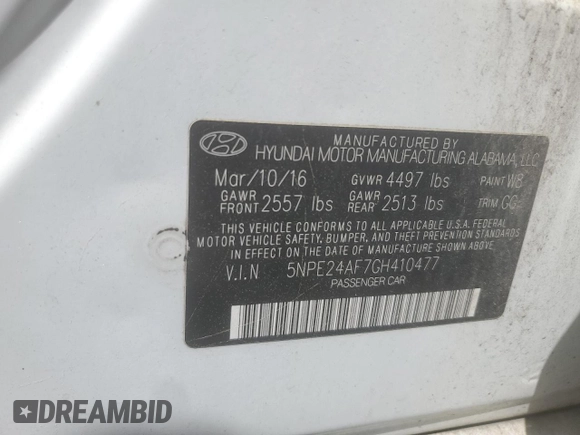 MANUFACTURED BY
HYUNDAI MOTOR MANUFACTURING ALABAMA, LLC
Mar/10/16 GVWR 4497 lbs PAINT WB
GAWR FRONT 2557 lbs GAWR REAR 2513 lbs TRIM GG
THIS VEHICLE CONFORMS TO ALL APPLICABLE U.S.A. FEDERAL
MOTOR VEHICLE SAFETY, BUMPER, AND THEFT PREVENTION
STANDARDS IN EFFECT ON THE DATE OF MANUFACTURE SHOWN ABOVE.
V.I.N 5NPE24AF7GH410477
PASSENGER CAR
DREAMBID